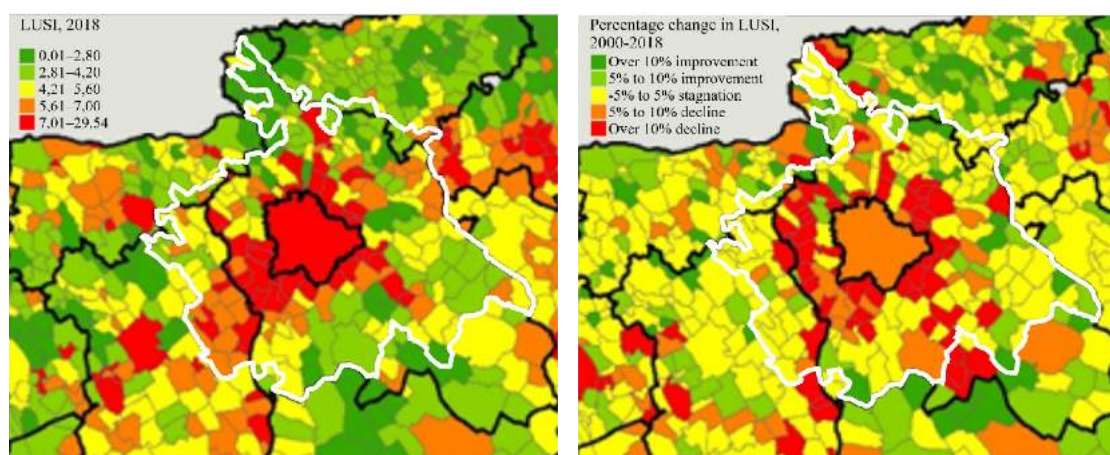 LUSI, 2018
0.01–2.80
2.81–4,20
4,21–5,60
5,61–7.00
7.01–29.54
Percentage change in LUSI,
2000-2018
Over 10% improvement
5% to 10% improvement
-5% to 5% stagnation
5% to 10% decline
Over 10% decline